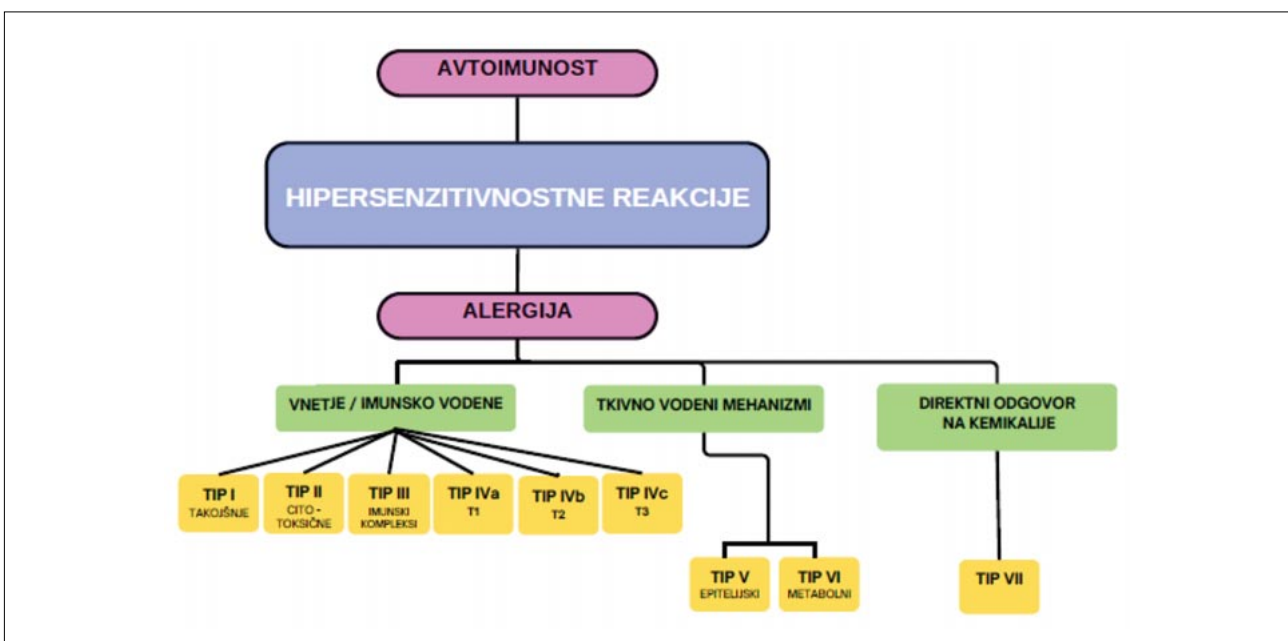 AVTOIMUNOST
HIPERSENZITIVNOSTNE REAKCIJE
ALERGIJA
VNETJE / IMUNSKO VODENE
TKIVNO VODENI MEHANIZMI
DIREKTNI ODGOVOR
NA KEMIKALIJE
TIP I
TAKOJŠNJE
TIP II
CITO -
TOKSIČNE
TIP III
IMUNSKI
KOMPLEKSI
TIP IVa
T1
TIP IVb
T2
TIP IVc
T3
TIP V
EPITELIJSKI
TIP VI
METABOLNI
TIP VII